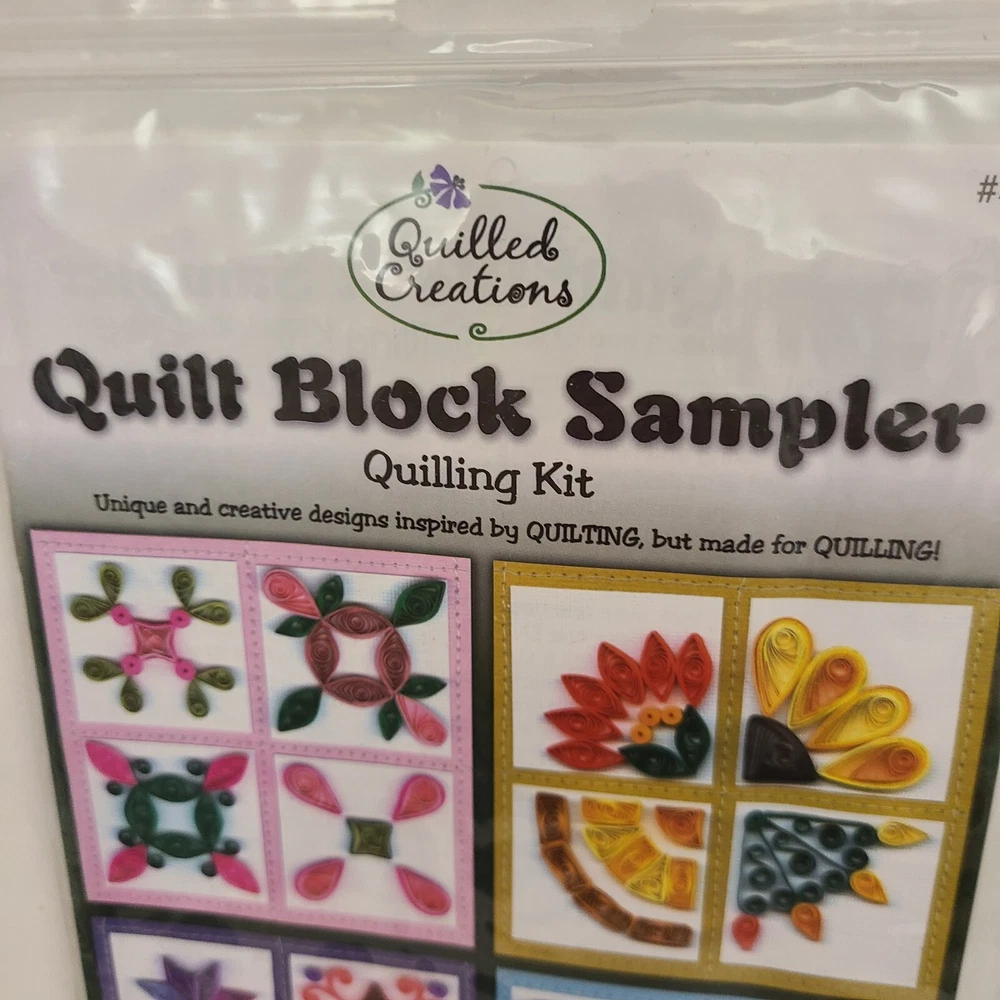 #
Quilled
Creations
Quilt Block Sampler
Quilling Kit
Unique and creative designs inspired by QUILTING, but made for QUILLING!